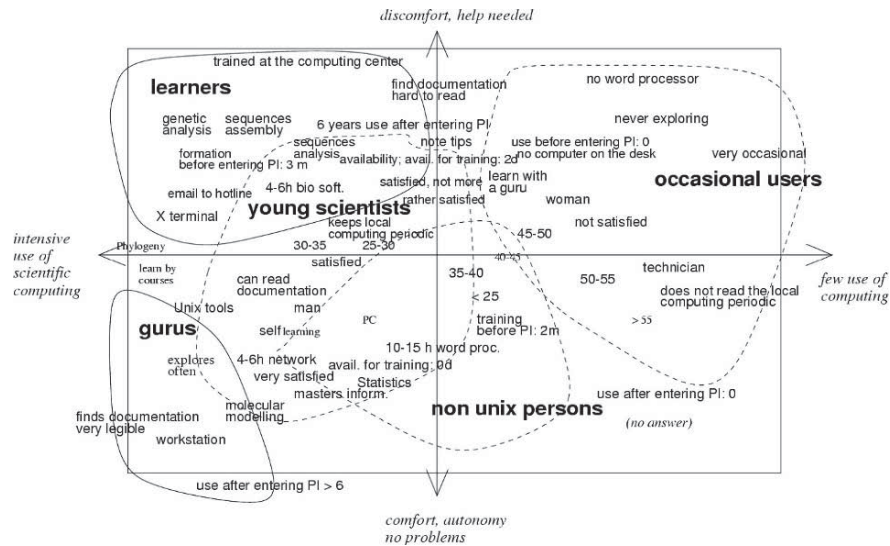 discomfort, help needed
trained at the computing center
learners
find documentation
hard to read
no word processor
genetic
analysis
sequences
assembly
6 years use after entering PI
never exploring
sequences
analysis
note tips
use before entering PI: 0
no computer on the desk
formation
before entering PI: 3 m
availability; avail. for training: 2d
very occasional
email to hotline
4-6h bio soft.
satisfied, not more
learn with
a guru
occasional users
X terminal
young scientists
rather satisfied
woman
keeps local
computing periodic
not satisfied
intensive
use of
scientific
computing
Phylogeny
30-35
25-30
45-50
40-45
learn by
courses
satisfied
35-40
50-55
technician
few use of
computing
can read
documentation
< 25
does not read the local
computing periodic
Unix tools
man
gurus
self learning
PC
training
before PI: 2m
> 55
explores
often
4-6h network
10-15 h word proc.
avail. for training: 0d
very satisfied
Statistics
masters inform.
use after entering PI: 0
molecular
modelling
non unix persons
(no answer)
finds documentation
very legible
workstation
use after entering PI > 6
comfort, autonomy
no problems